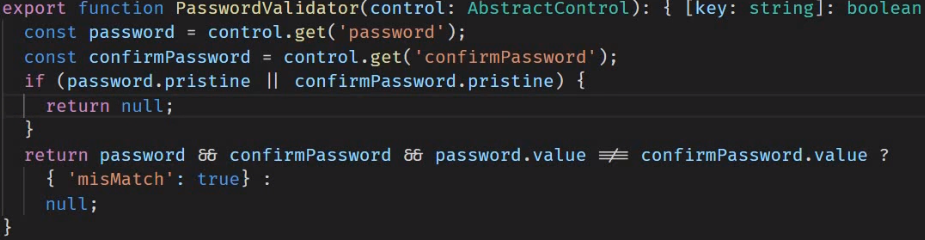 export function PasswordValidator(control: AbstractControl): { [key: string]: boolean
const password = control.get('password');
const confirmPassword = control.get('confirmPassword');
if (password.pristine || confirmPassword.pristine) {
return null;
}
return password && confirmPassword && password.value !== confirmPassword.value ?
{ 'misMatch': true} :
null;
}